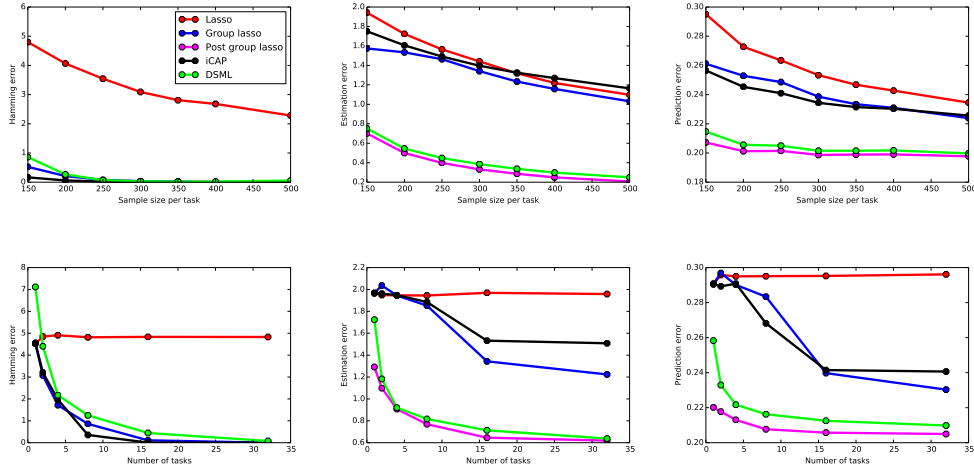 6
5
4
3
2
1
Hamming error
150 200 250 300 350 400 450 500
Sample size per task
Lasso
Group lasso
Post group lasso
iCAP
DSML
2.0
1.8
1.6
1.4
1.2
1.0
0.8
0.6
0.4
0.2
Estimation error
150 200 250 300 350 400 450 500
Sample size per task
0.30
0.28
0.26
0.24
0.22
0.20
0.18
Prediction error
150 200 250 300 350 400 450 500
Sample size per task
8
7
6
5
4
3
2
1
0
Hamming error
0 5 10 15 20 25 30 35
Number of tasks
2.2
2.0
1.8
1.6
1.4
1.2
1.0
0.8
0.6
Estimation error
0 5 10 15 20 25 30 35
Number of tasks
0.30
0.28
0.26
0.24
0.22
0.20
Prediction error
0 5 10 15 20 25 30 35
Number of tasks